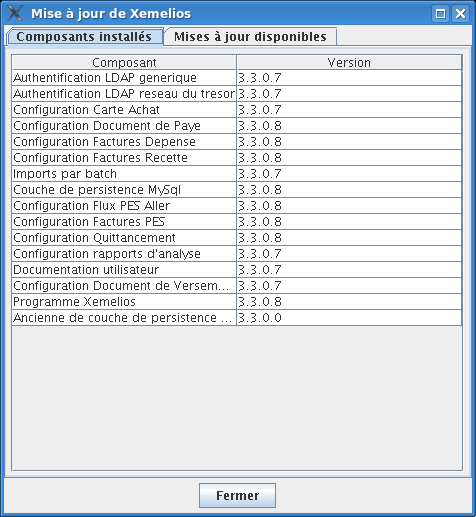 Mise à jour de Xemelios
Composants installés Mises à jour disponibles
Composant Version
Authentification LDAP generique 3.3.0.7
Authentification LDAP reseau du tresor 3.3.0.7
Configuration Carte Achat 3.3.0.7
Configuration Document de Paye 3.3.0.8
Configuration Factures Depense 3.3.0.8
Configuration Factures Recette 3.3.0.8
Imports par batch 3.3.0.7
Couche de persistence MySql 3.3.0.8
Configuration Flux PES Aller 3.3.0.8
Configuration Factures PES 3.3.0.8
Configuration Quittancement 3.3.0.8
Configuration rapports d'analyse 3.3.0.7
Documentation utilisateur 3.3.0.7
Configuration Document de Versem... 3.3.0.7
Programme Xemelios 3.3.0.8
Ancienne de couche de persistence ... 3.3.0.0
Fermer